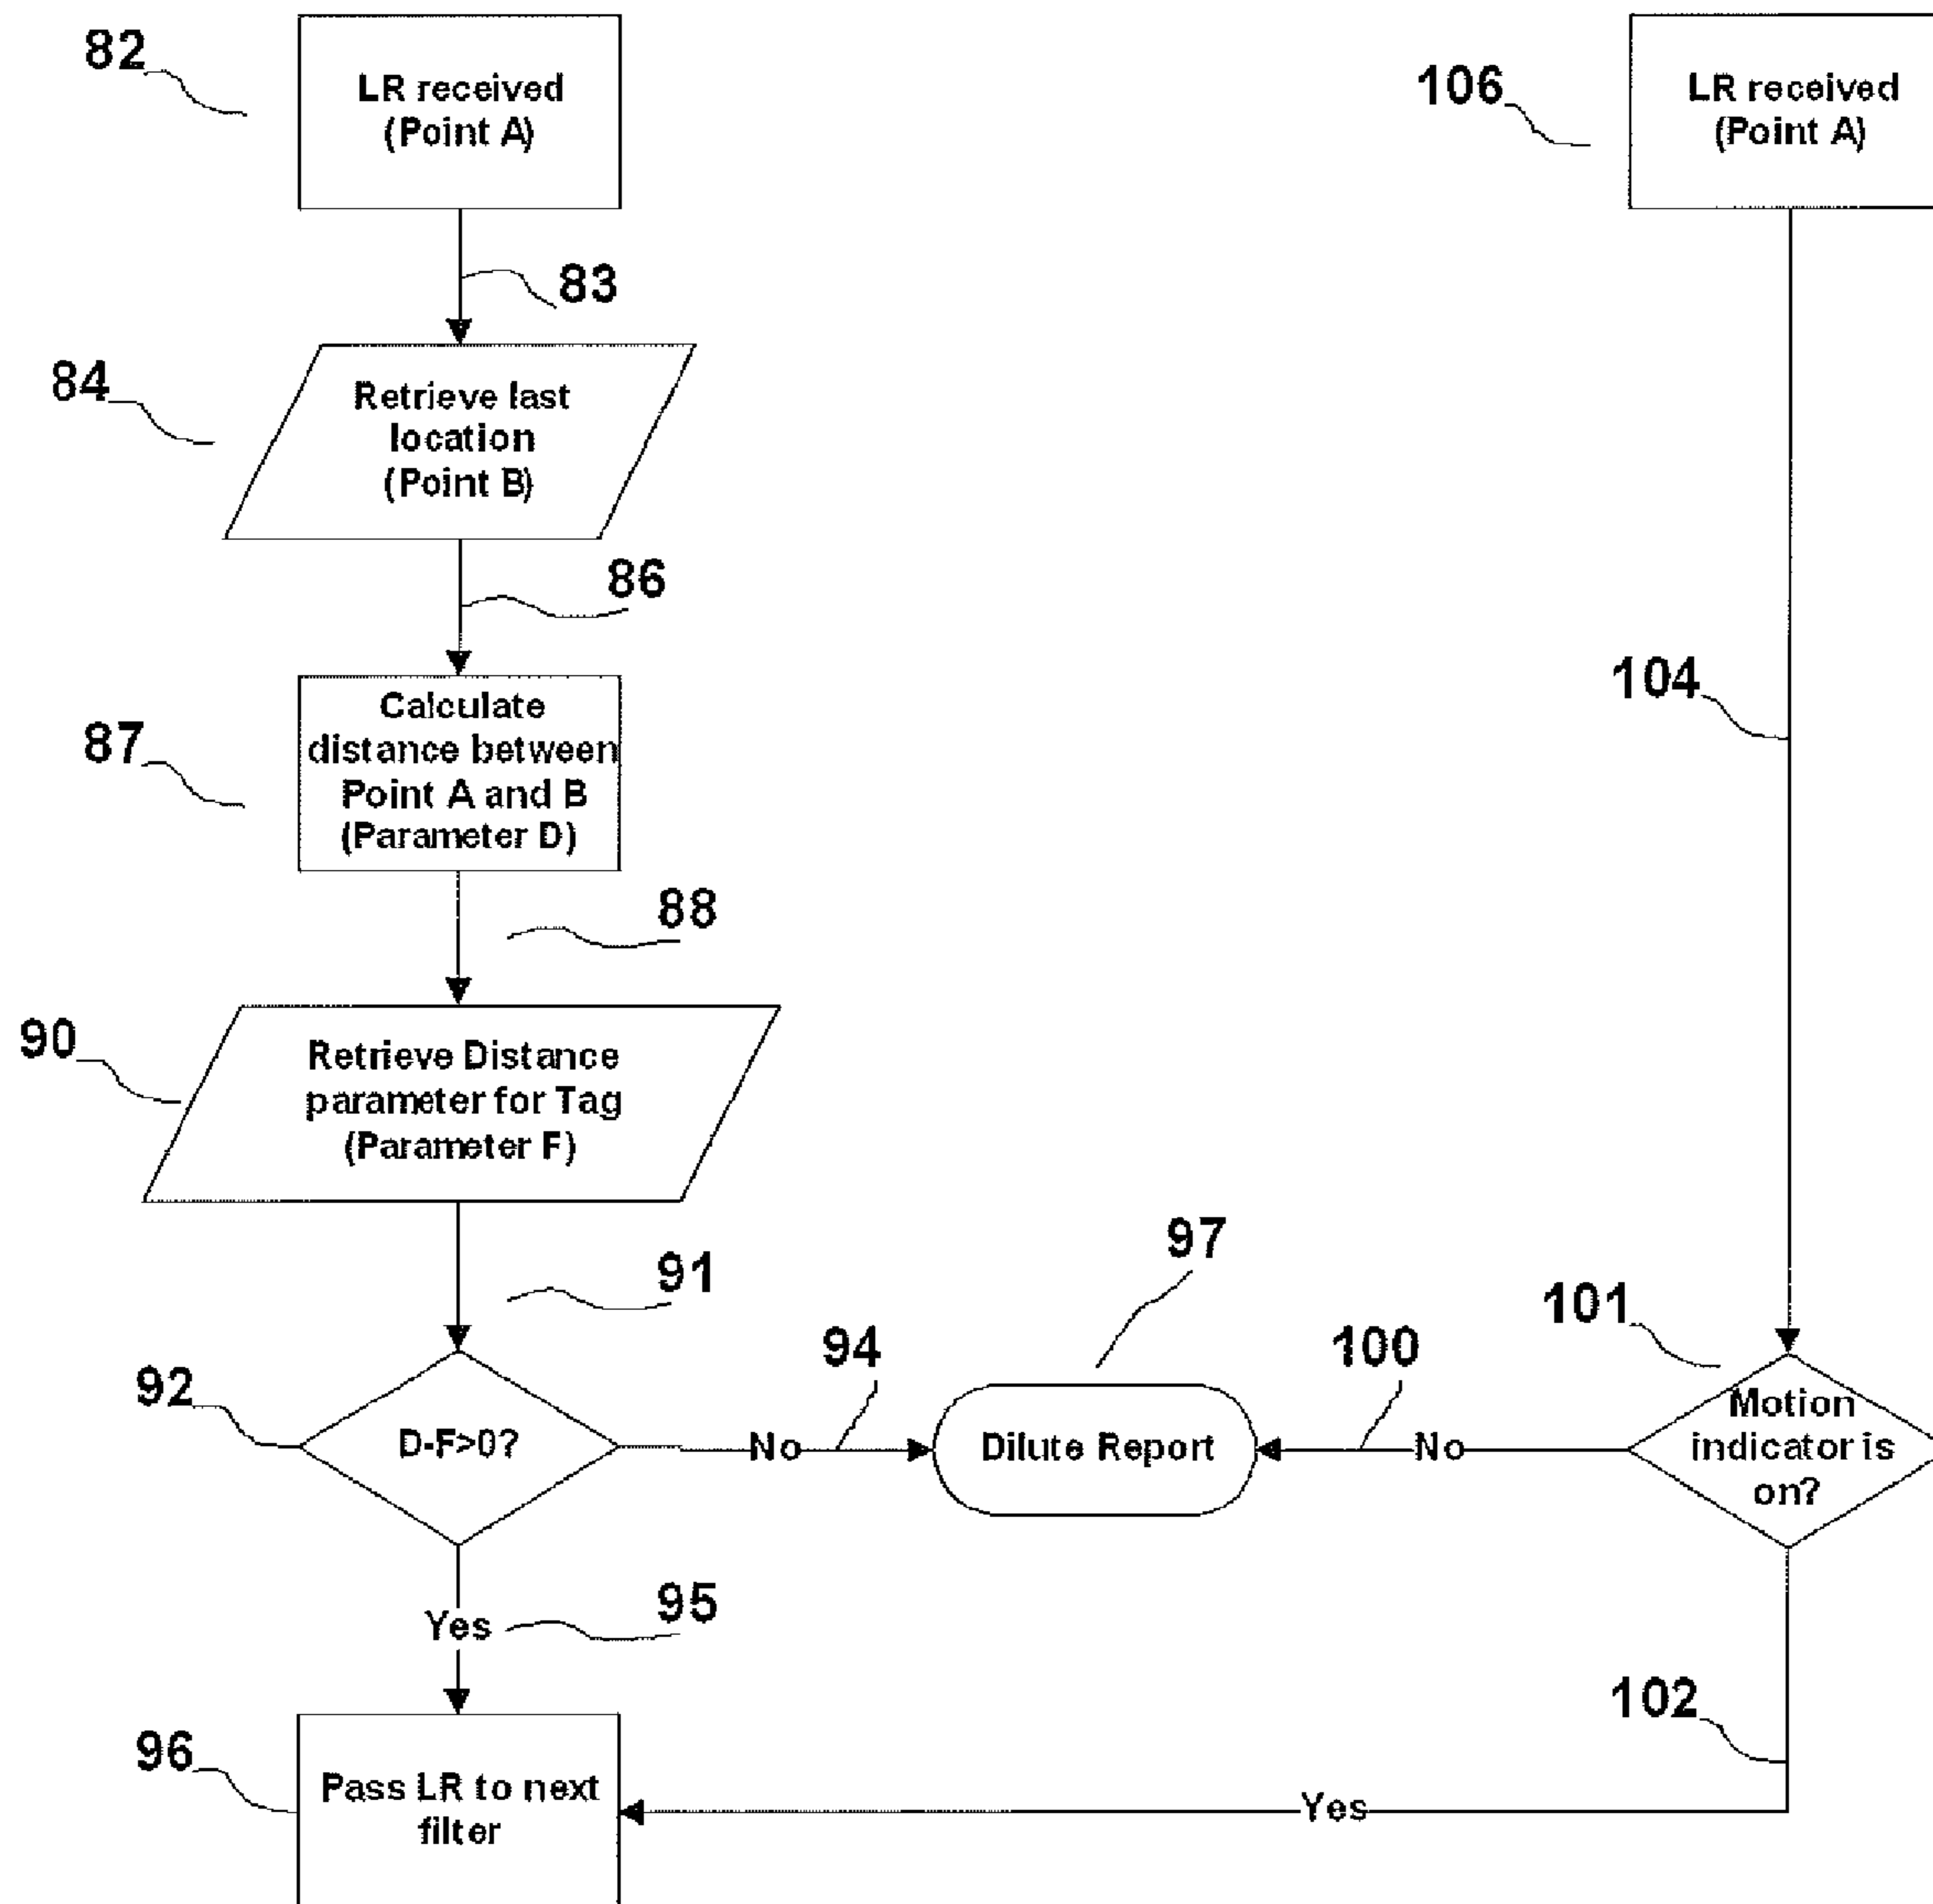 82
LR received
(Point A)
83
84
Retrieve last
location
(Point B)
86
87
Calculate
distance between
Point A and B
(Parameter D)
88
90
Retrieve Distance
parameter for Tag
(Parameter F)
91
92
D-F>0?
94
No
97
Dilute Report
95
Yes
96
Pass LR to next
filter
106
LR received
(Point A)
104
101
Motion
indicator is
on?
100
No
102
Yes